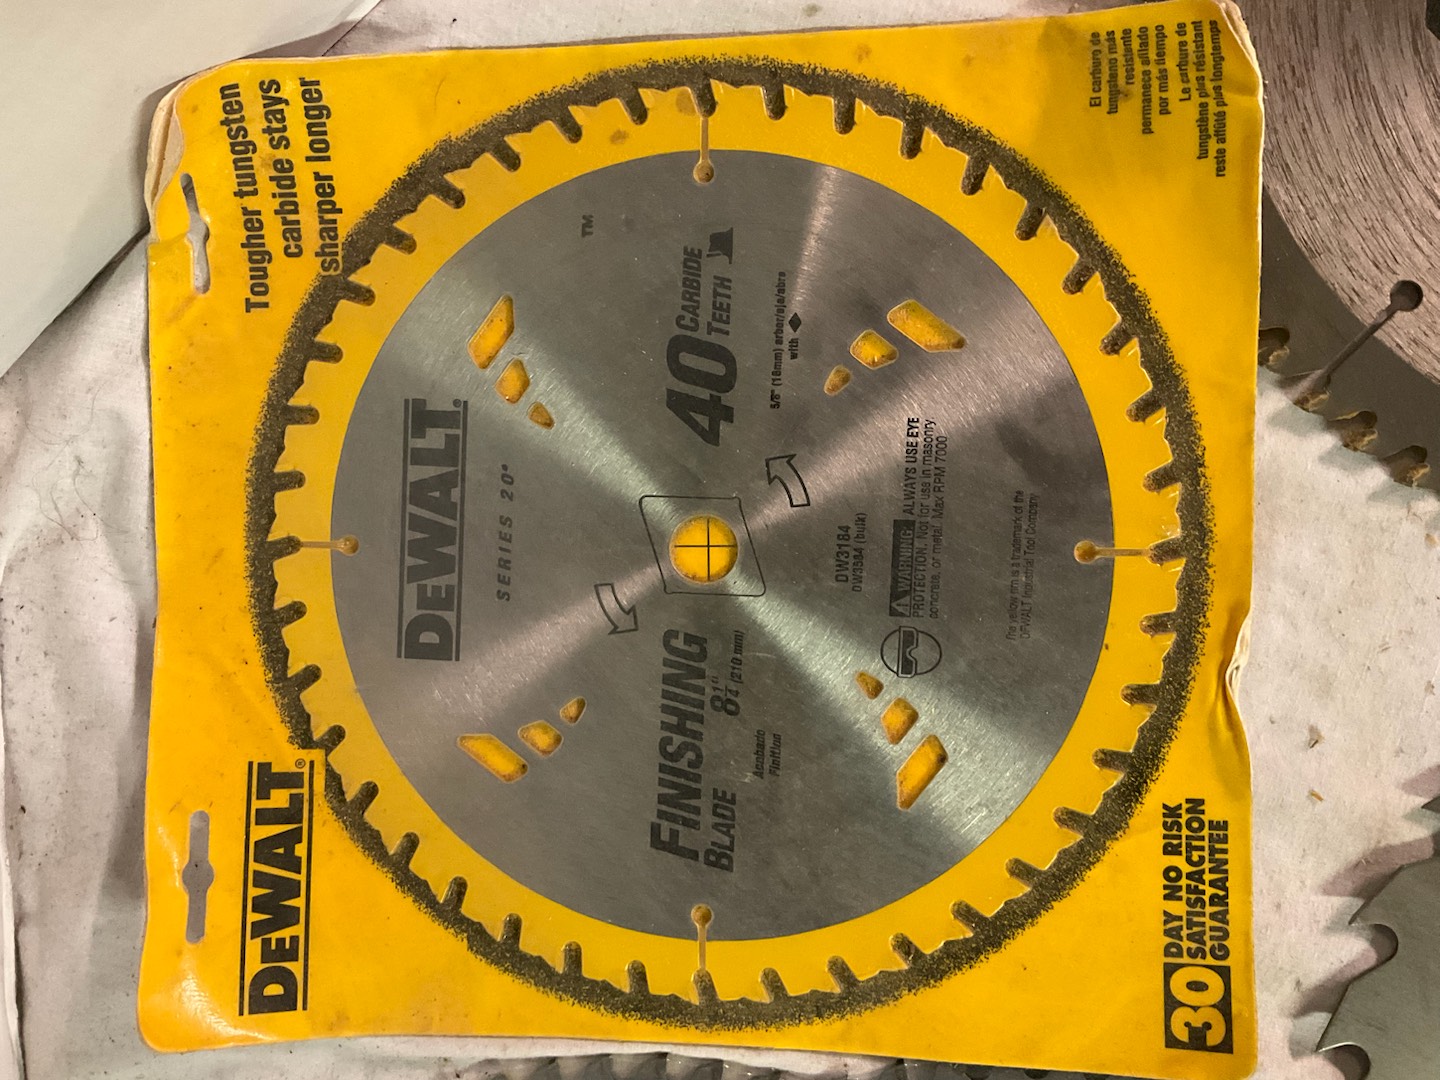 DEWALT®
Tougher tungsten
carbide stays
sharper longer
DEWALT®
SERIES 20®
™
FINISHING
BLADE 8 1/4" (210 mm)
Acabado
Finition
40 CARBIDE
TEETH
5/8" (16mm) arbor/eje/abre
with ◆
DW3184
DW3584 (bulk)
WARNING: ALWAYS USE EYE
PROTECTION. Not for use in masonry,
concrete, or metal. Max RPM 7000
The yellow rim is a trademark of the
DEWALT Industrial Tool Company
30 DAY NO RISK
SATISFACTION
GUARANTEE
El carburo de
tungsteno más
resistente
permanece afilado
por más tiempo
Le carbure de
tungstène plus résistant
reste affûté plus longtemps